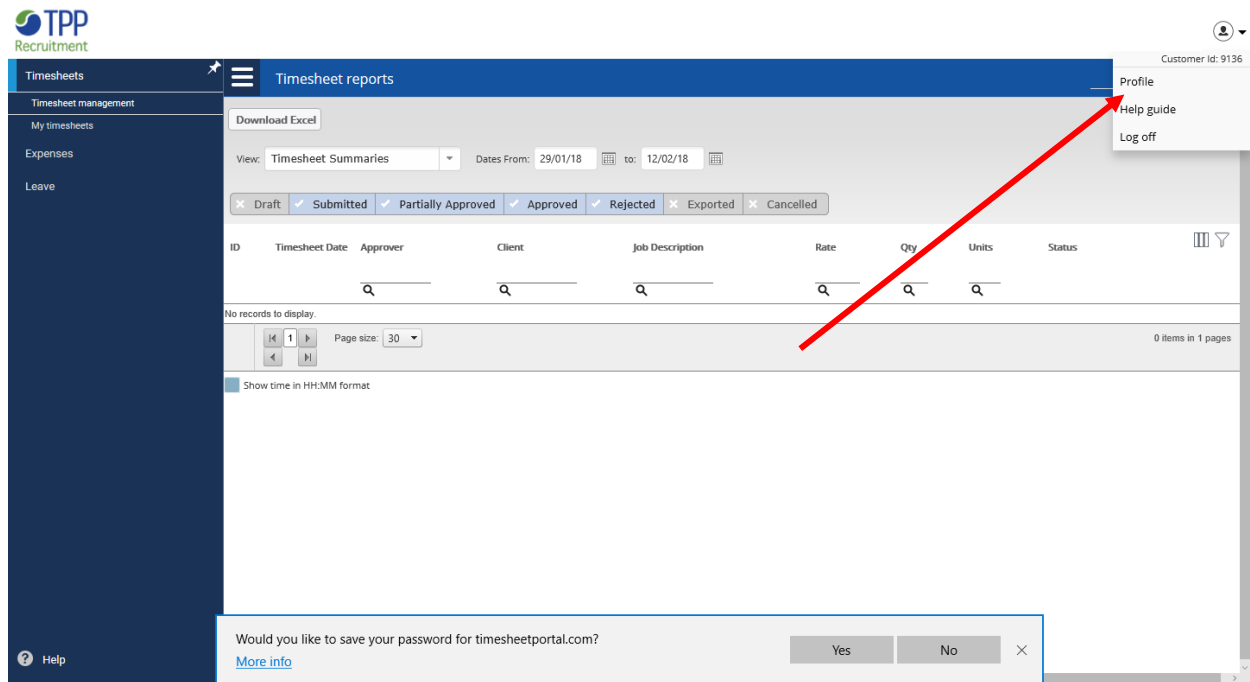 TPP
Recruitment
Customer Id: 9136
Profile
Help guide
Log off
Timesheets
Timesheet management
My timesheets
Expenses
Leave
Help
Timesheet reports
Download Excel
View: Timesheet Summaries Dates From: 29/01/18 to: 12/02/18
Draft Submitted Partially Approved Approved Rejected Exported Cancelled
ID Timesheet Date Approver Client Job Description Rate Qty Units Status
No records to display.
1 Page size: 30 0 items in 1 pages
Show time in HH:MM format
Would you like to save your password for timesheetportal.com?
More info
Yes No